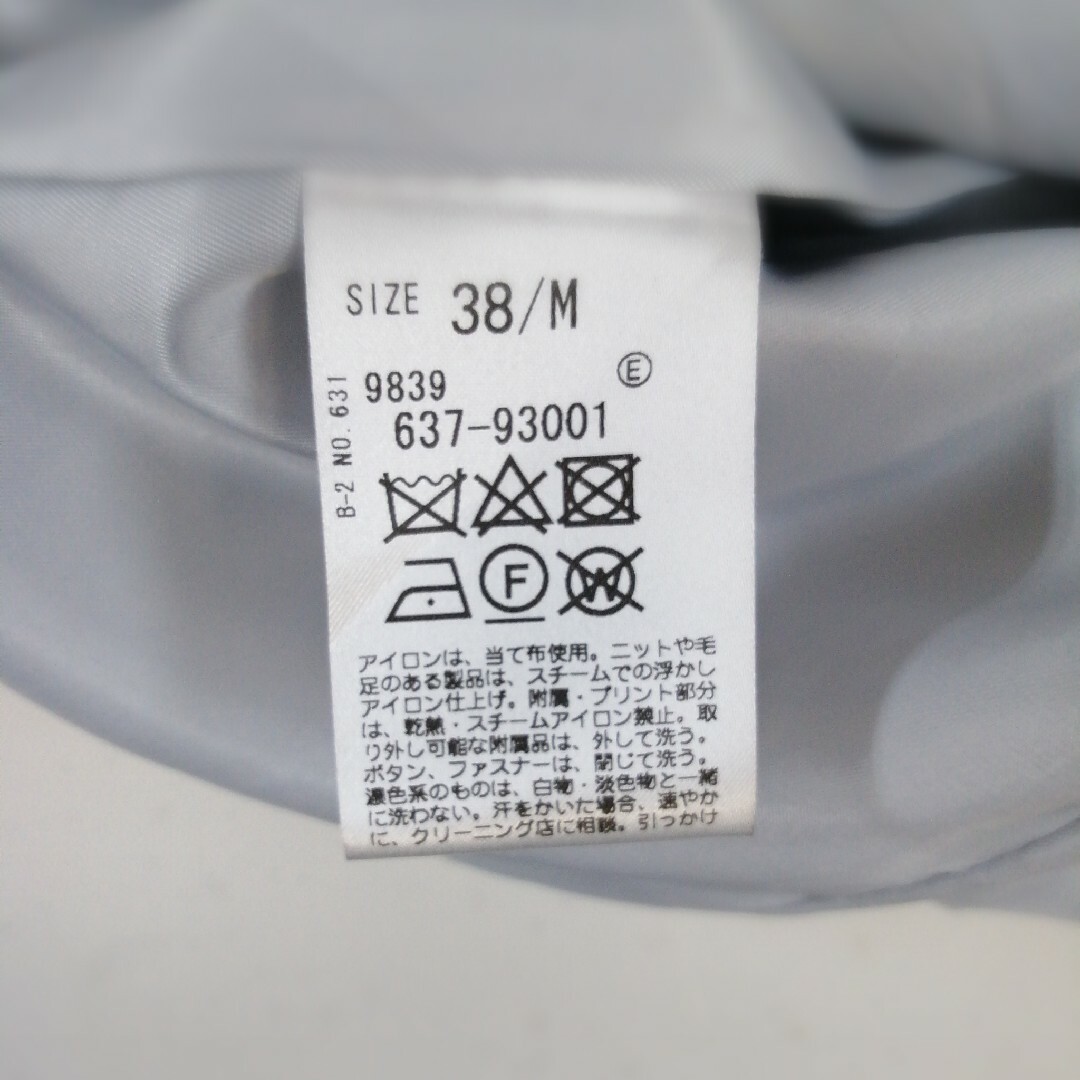 SIZE 38/M
Ⓔ
9839
637-93001
B-2 NO.631
F
W
アイロンは、当て布使用。ニットや毛
足のある製品は、スチームでの浮かし
アイロン仕上げ。附属・プリント部分
は、乾熱・スチームアイロン禁止。取
り外し可能な附属品は、外して洗う。
ボタン、ファスナーは、閉じて洗う。
濃色系のものは、白物・淡色物と一緒
に洗わない。汗をかいた場合、速やか
に、クリーニング店に相談。引っかけ